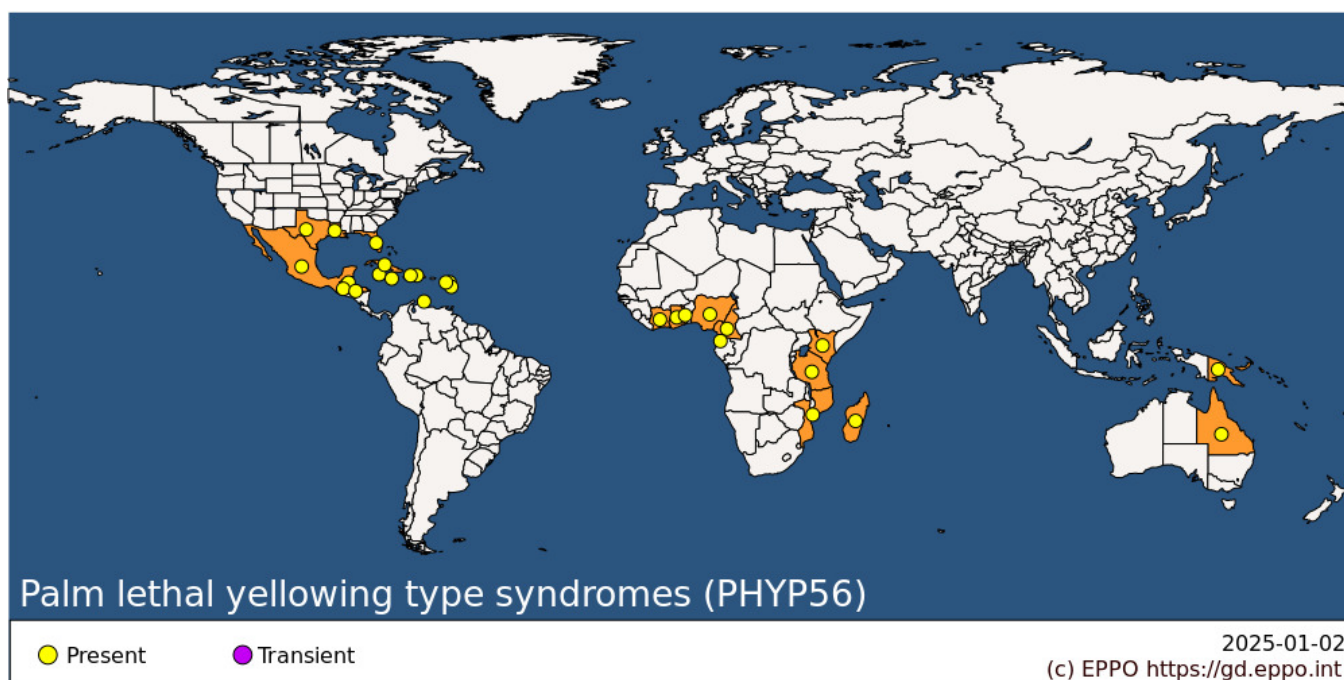 Palm lethal yellowing type syndromes (PHYP56)
Present
Transient
2025-01-02
(c) EPPO https://gd.eppo.int